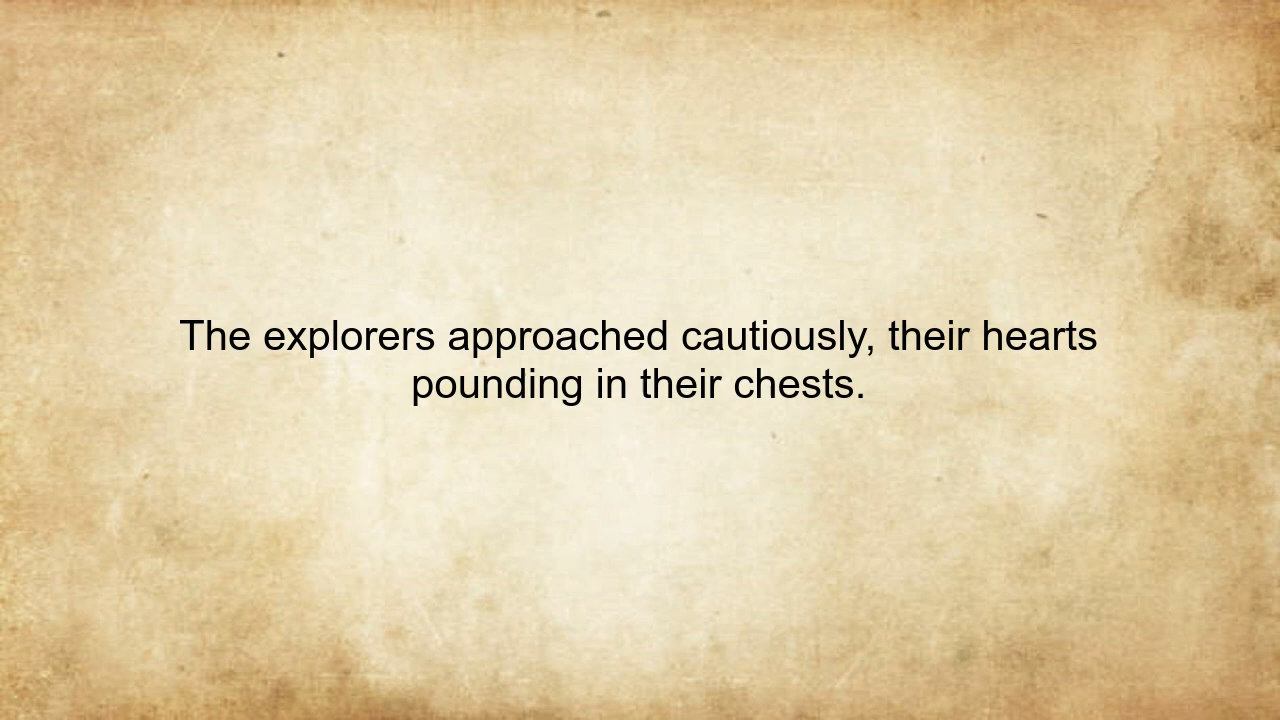 The explorers approached cautiously, their hearts
pounding in their chests.